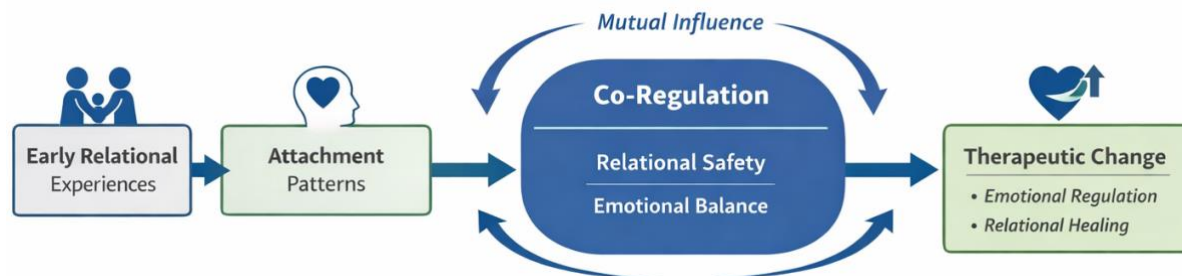 Mutual Influence
Early Relational
Experiences
Attachment
Patterns
Co-Regulation
Relational Safety
Emotional Balance
Therapeutic Change
• Emotional Regulation
• Relational Healing